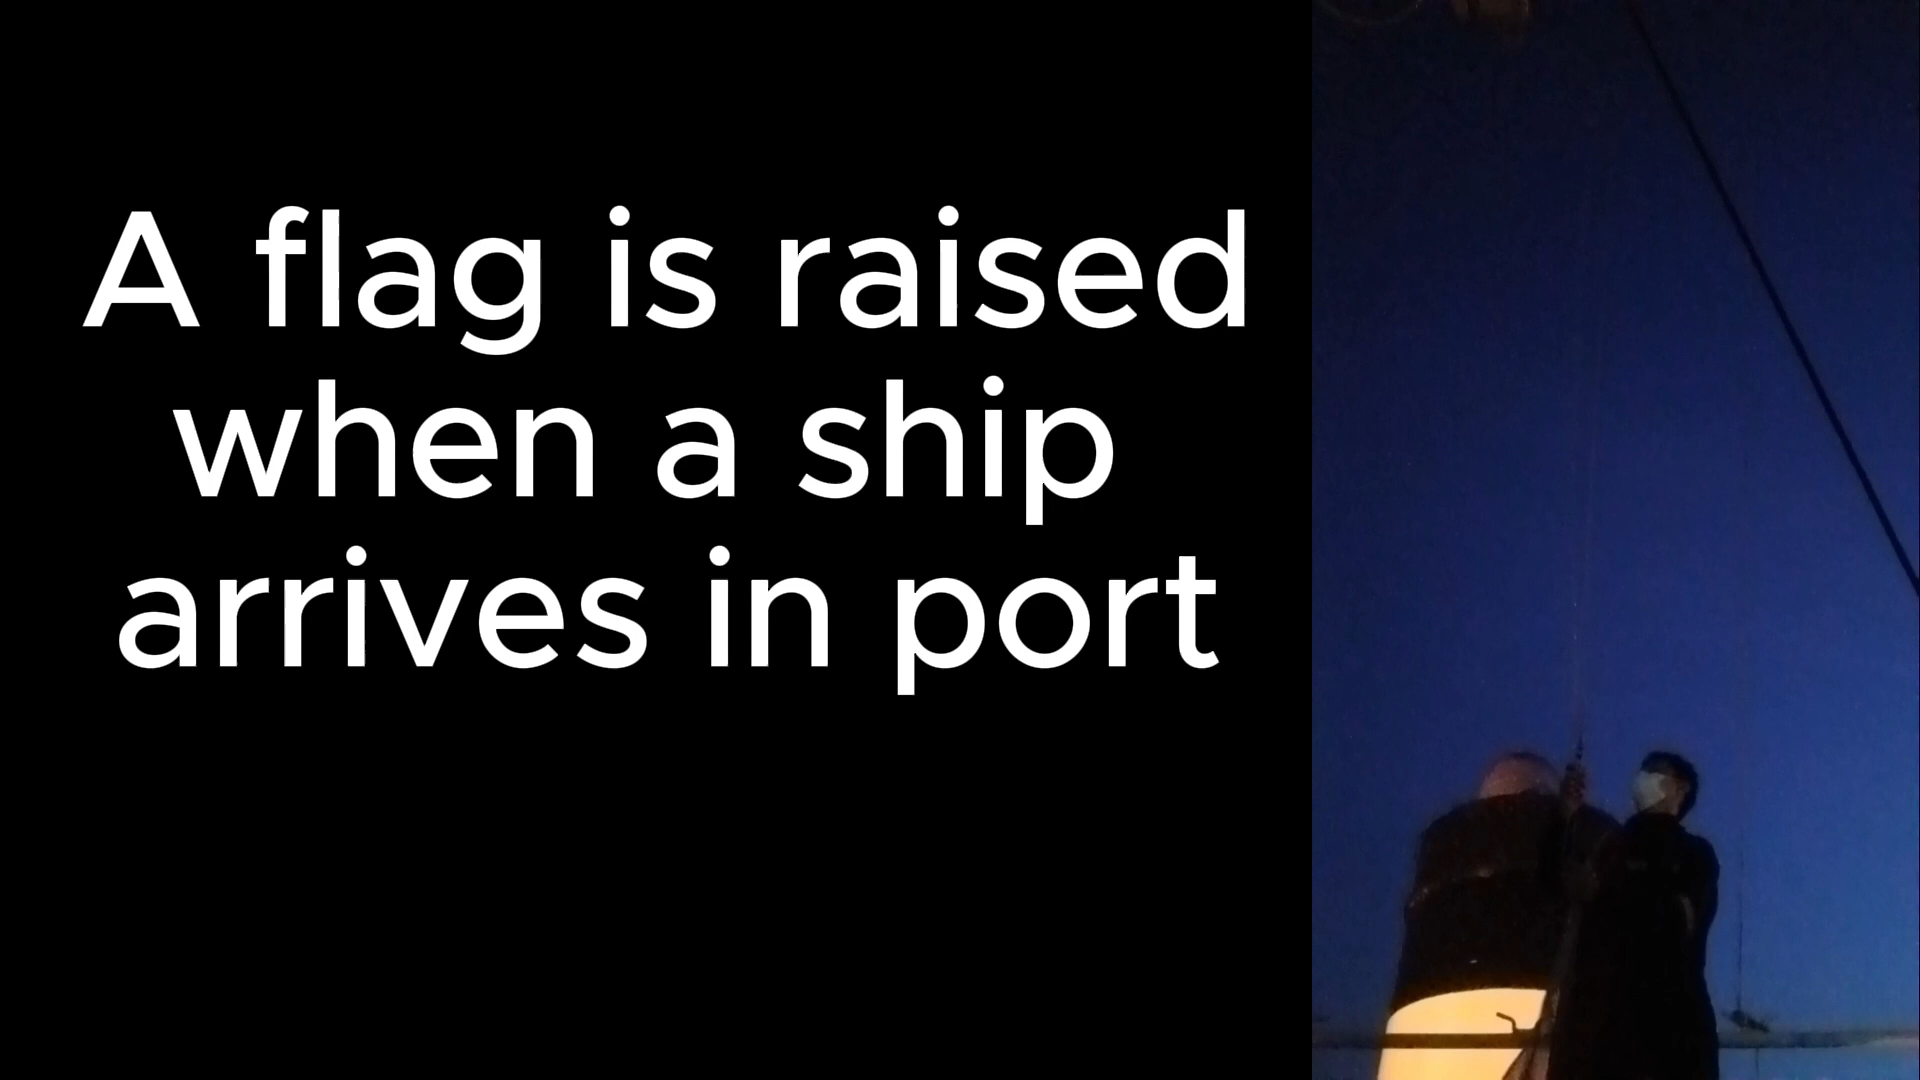 A flag is raised
when a ship
arrives in port